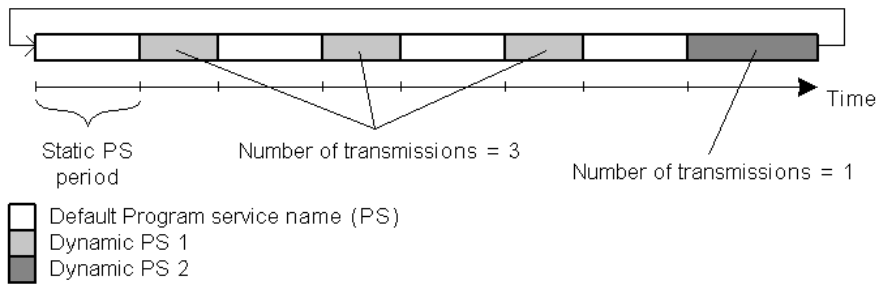 Time
Static PS
period
Number of transmissions = 3
Number of transmissions = 1
Default Program service name (PS)
Dynamic PS 1
Dynamic PS 2